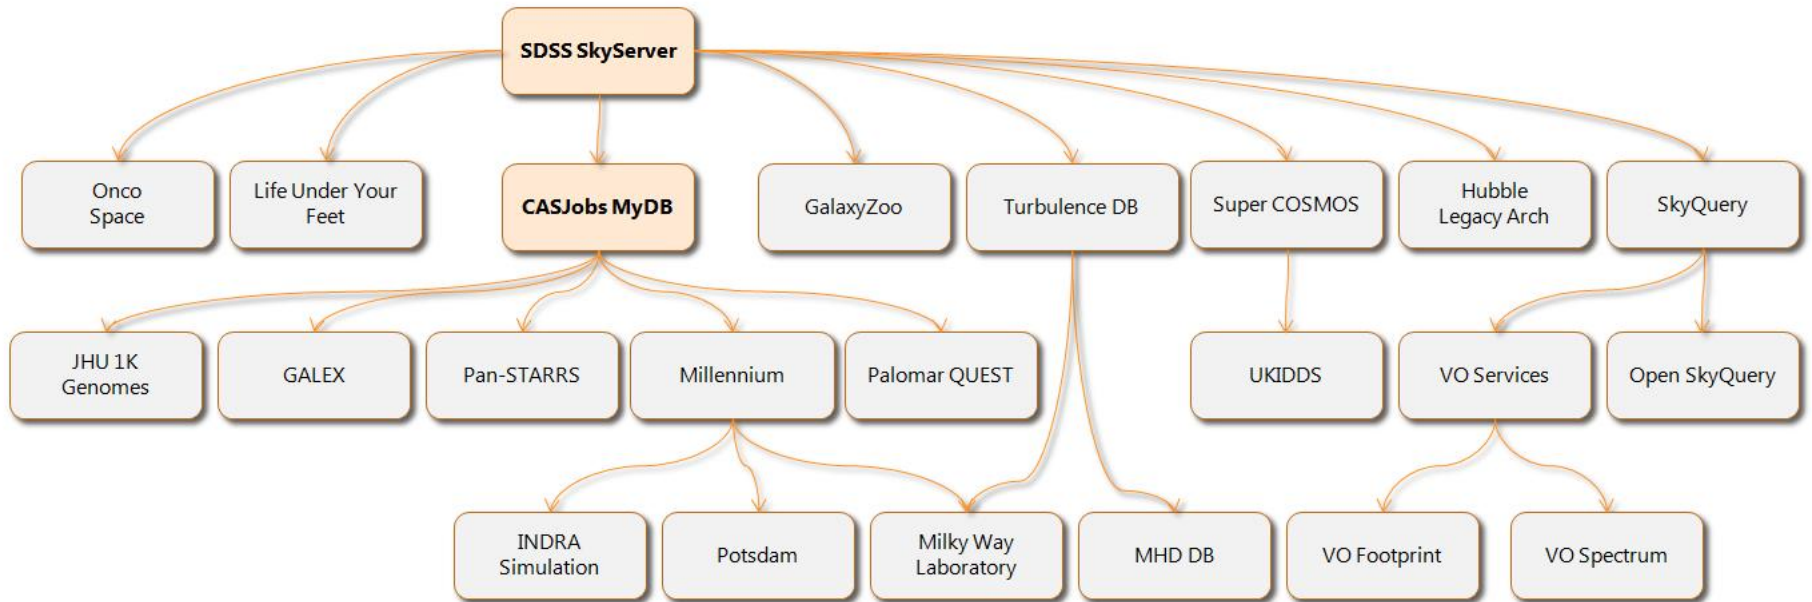 SDSS SkyServer
Onco
Space
Life Under Your
Feet
CASJobs MyDB
GalaxyZoo
Turbulence DB
Super COSMOS
Hubble
Legacy Arch
SkyQuery
JHU 1K
Genomes
GALEX
Pan-STARRS
Millennium
Palomar QUEST
UKIDDS
VO Services
Open SkyQuery
INDRA
Simulation
Potsdam
Milky Way
Laboratory
MHD DB
VO Footprint
VO Spectrum